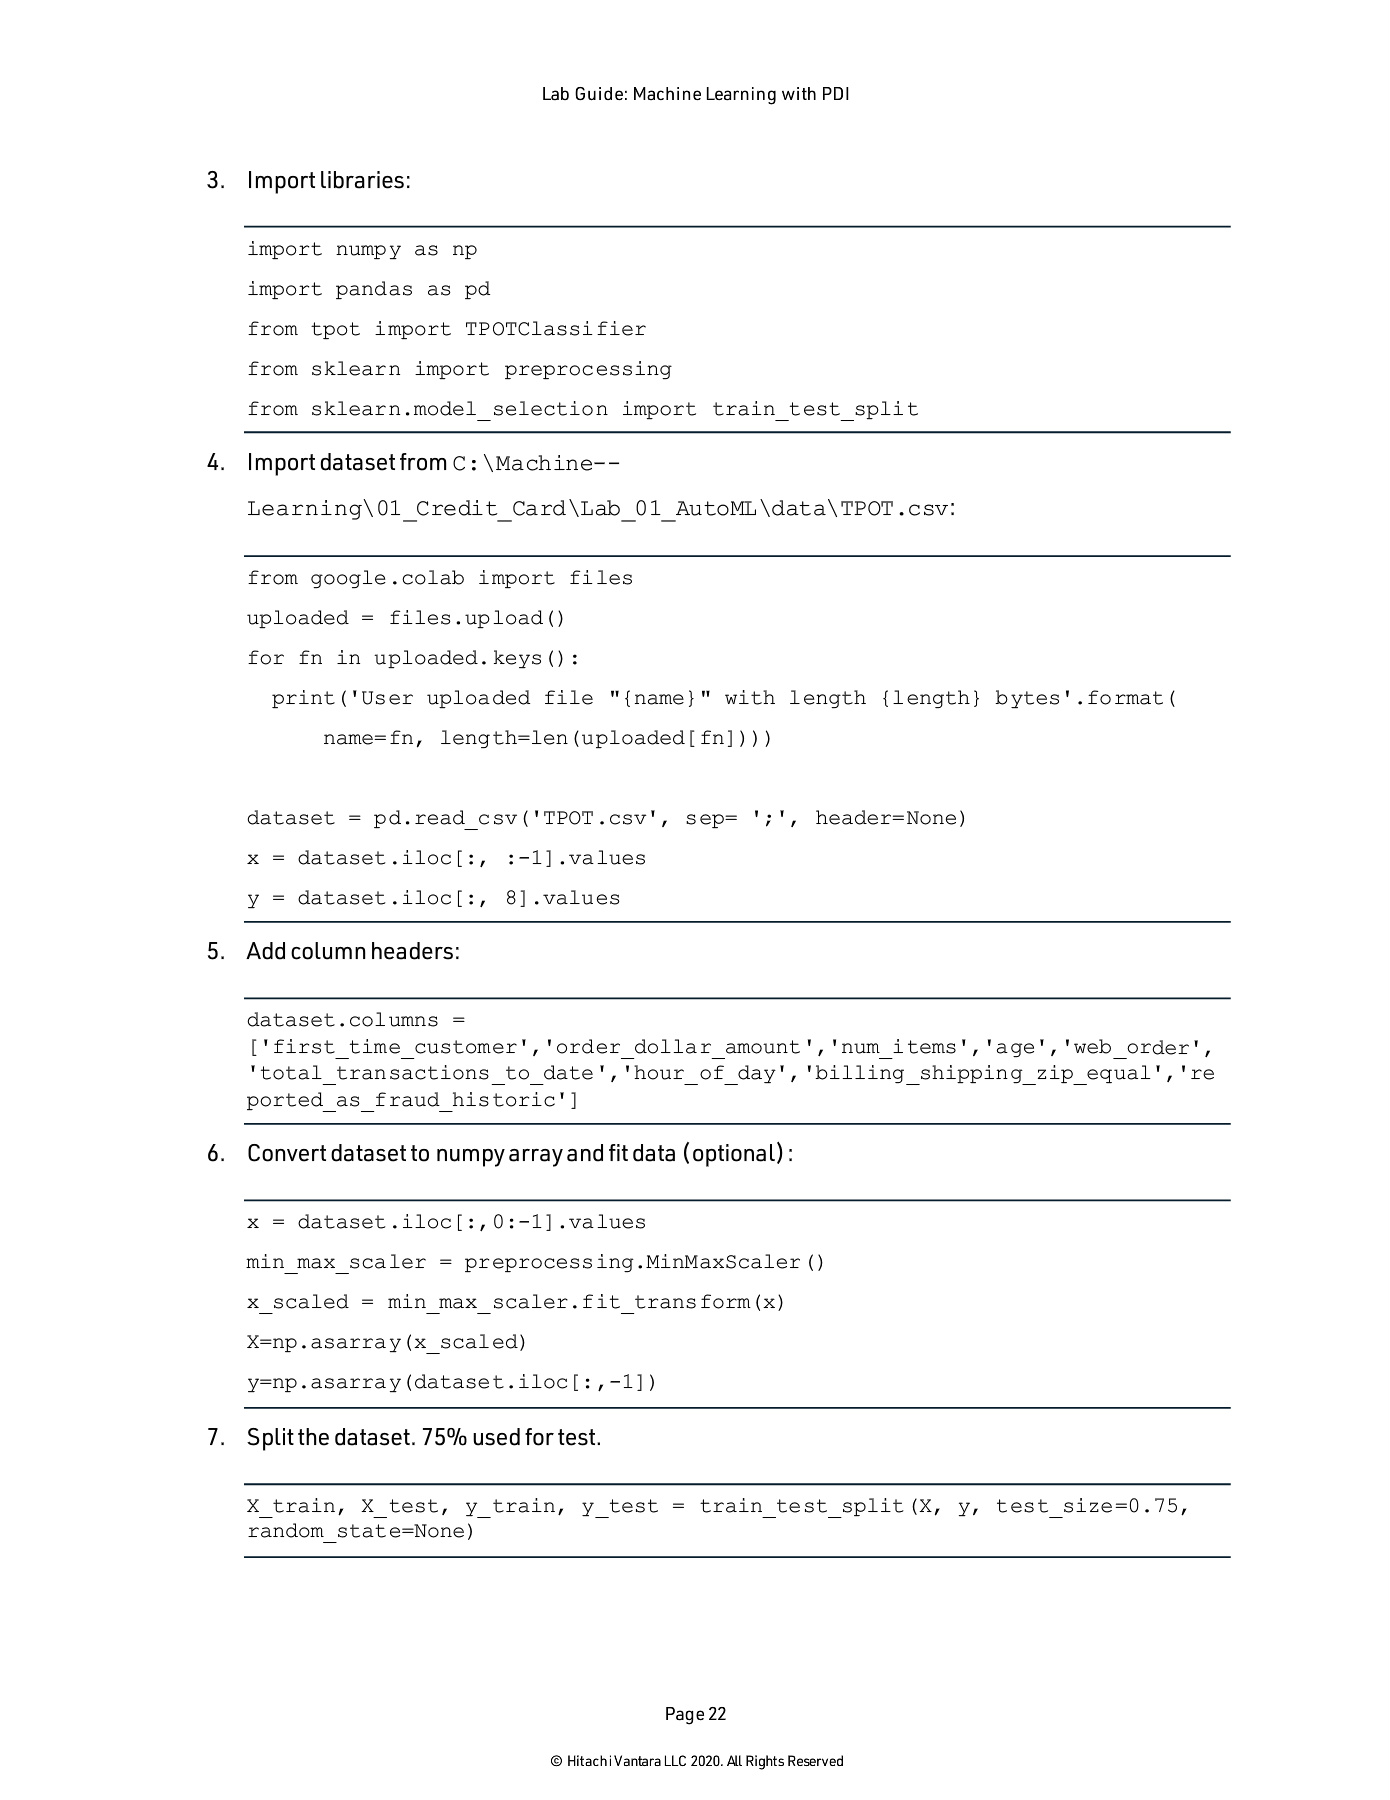 Lab Guide: Machine Learning with PDI
3. Import libraries:
import numpy as np
import pandas as pd
from tpot import TPOTClassifier
from sklearn import preprocessing
from sklearn.model_selection import train_test_split
4. Import dataset from C:\Machine--
Learning\01_Credit_Card\Lab_01_AutoML\data\TPOT.csv:
from google.colab import files
uploaded = files.upload()
for fn in uploaded.keys():
  print('User uploaded file "{name}" with length {length} bytes'.format(
      name=fn, length=len(uploaded[fn])))
dataset = pd.read_csv('TPOT.csv', sep= ';', header=None)
x = dataset.iloc[:, :-1].values
y = dataset.iloc[:, 8].values
5. Add column headers:
dataset.columns =
['first_time_customer','order_dollar_amount','num_items','age','web_order',
'total_transactions_to_date','hour_of_day','billing_shipping_zip_equal','re
ported_as_fraud_historic']
6. Convert dataset to numpy array and fit data (optional):
x = dataset.iloc[:,0:-1].values
min_max_scaler = preprocessing.MinMaxScaler()
x_scaled = min_max_scaler.fit_transform(x)
X=np.asarray(x_scaled)
y=np.asarray(dataset.iloc[:,-1])
7. Split the dataset. 75% used for test.
X_train, X_test, y_train, y_test = train_test_split(X, y, test_size=0.75,
random_state=None)
Page 22
© Hitachi Vantara LLC 2020. All Rights Reserved